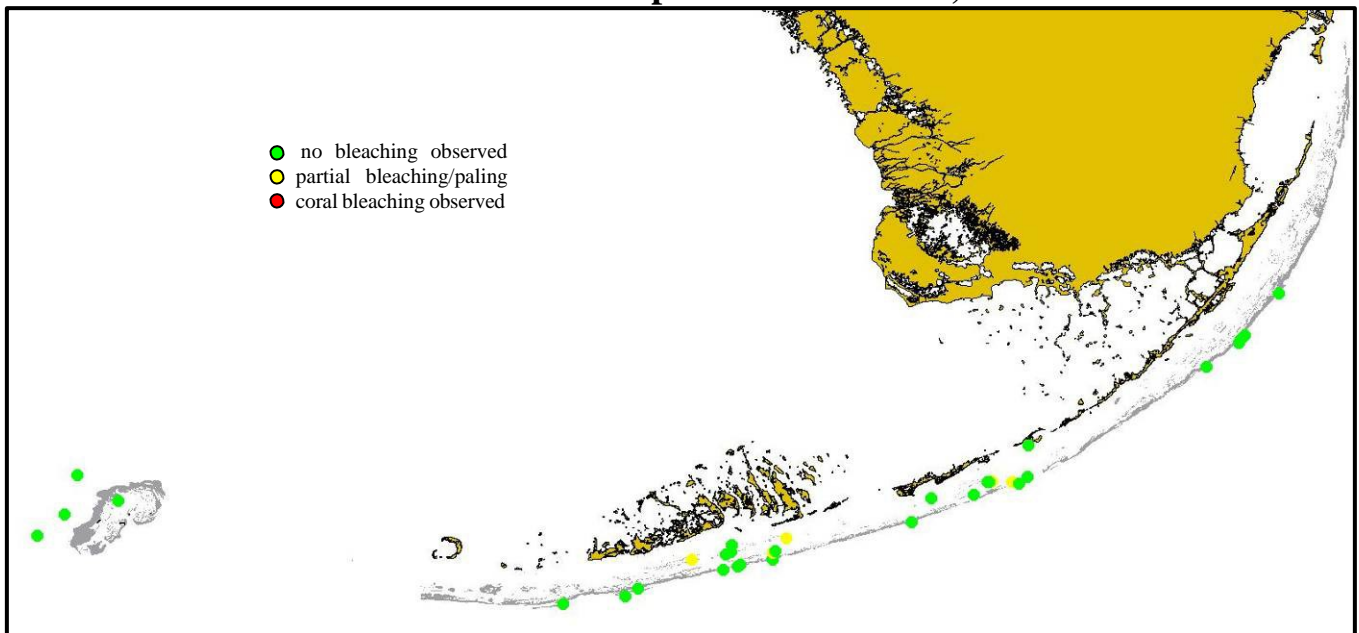 no bleaching observed
partial bleaching/paling
coral bleaching observed